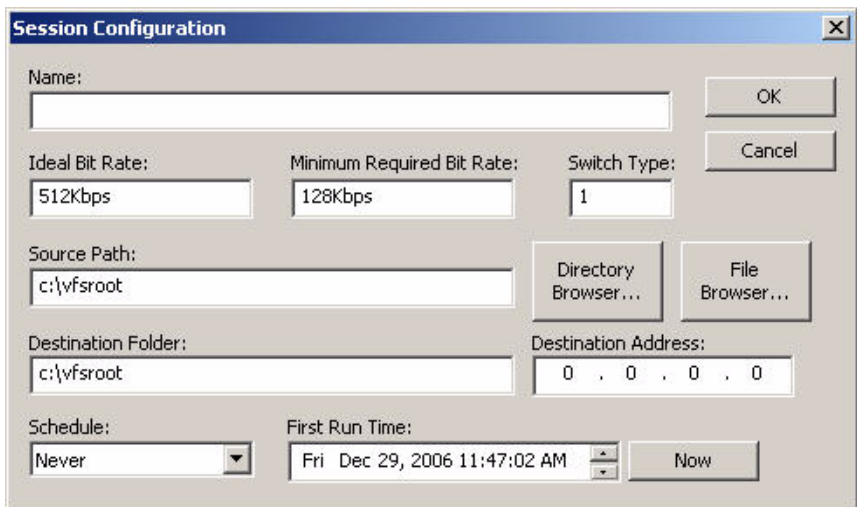 Session Configuration
Name:
OK
Cancel
Ideal Bit Rate: Minimum Required Bit Rate: Switch Type:
512Kbps 128Kbps 1
Source Path:
c:\vfsroot
Directory Browser...
File Browser...
Destination Folder: Destination Address:
c:\vfsroot 0 . 0 . 0 . 0
Schedule: First Run Time:
Never Fri Dec 29, 2006 11:47:02 AM Now